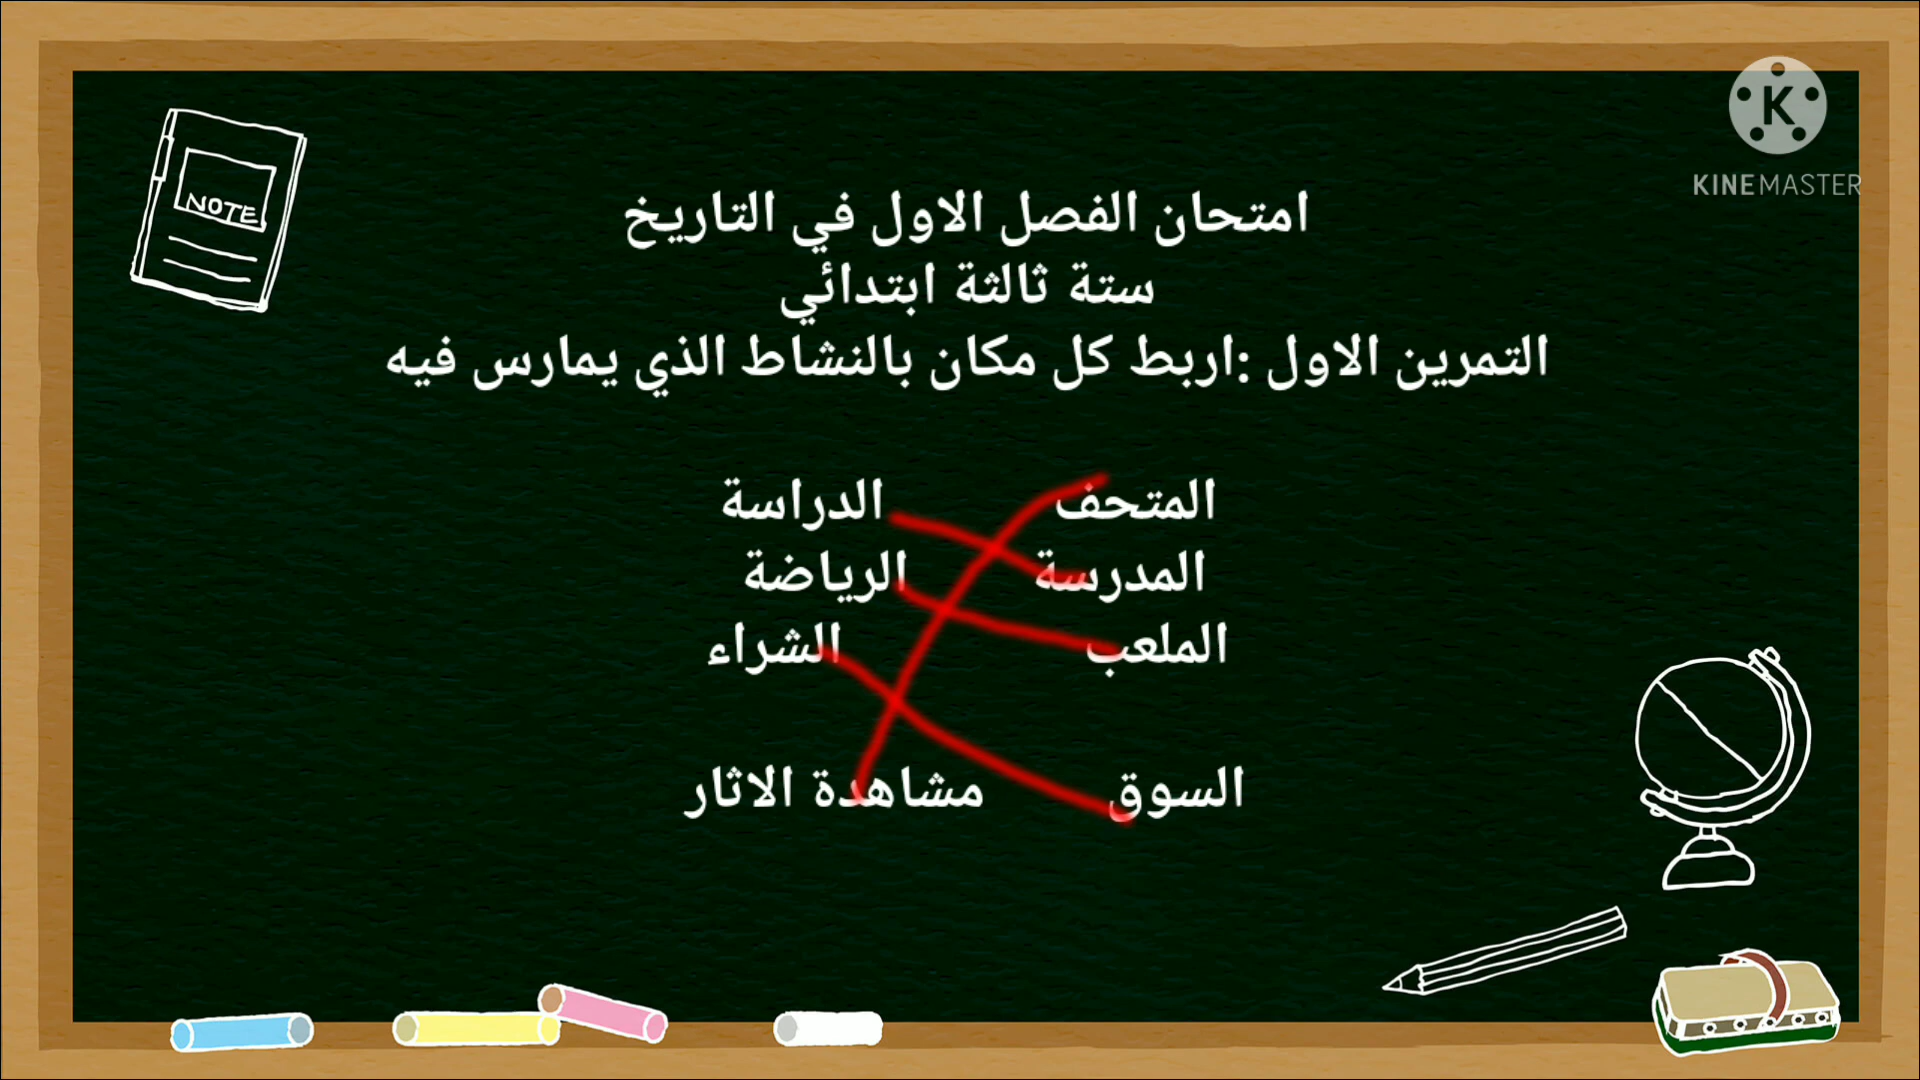 NOTE
KINEMASTER
امتحان الفصل الاول في التاريخ
ستة ثالثة ابتدائي
التمرين الاول :اربط كل مكان بالنشاط الذي يمارس فيه
المتحف الدراسة
المدرسة الرياضة
الملعب الشراء
السوق مشاهدة الاثار